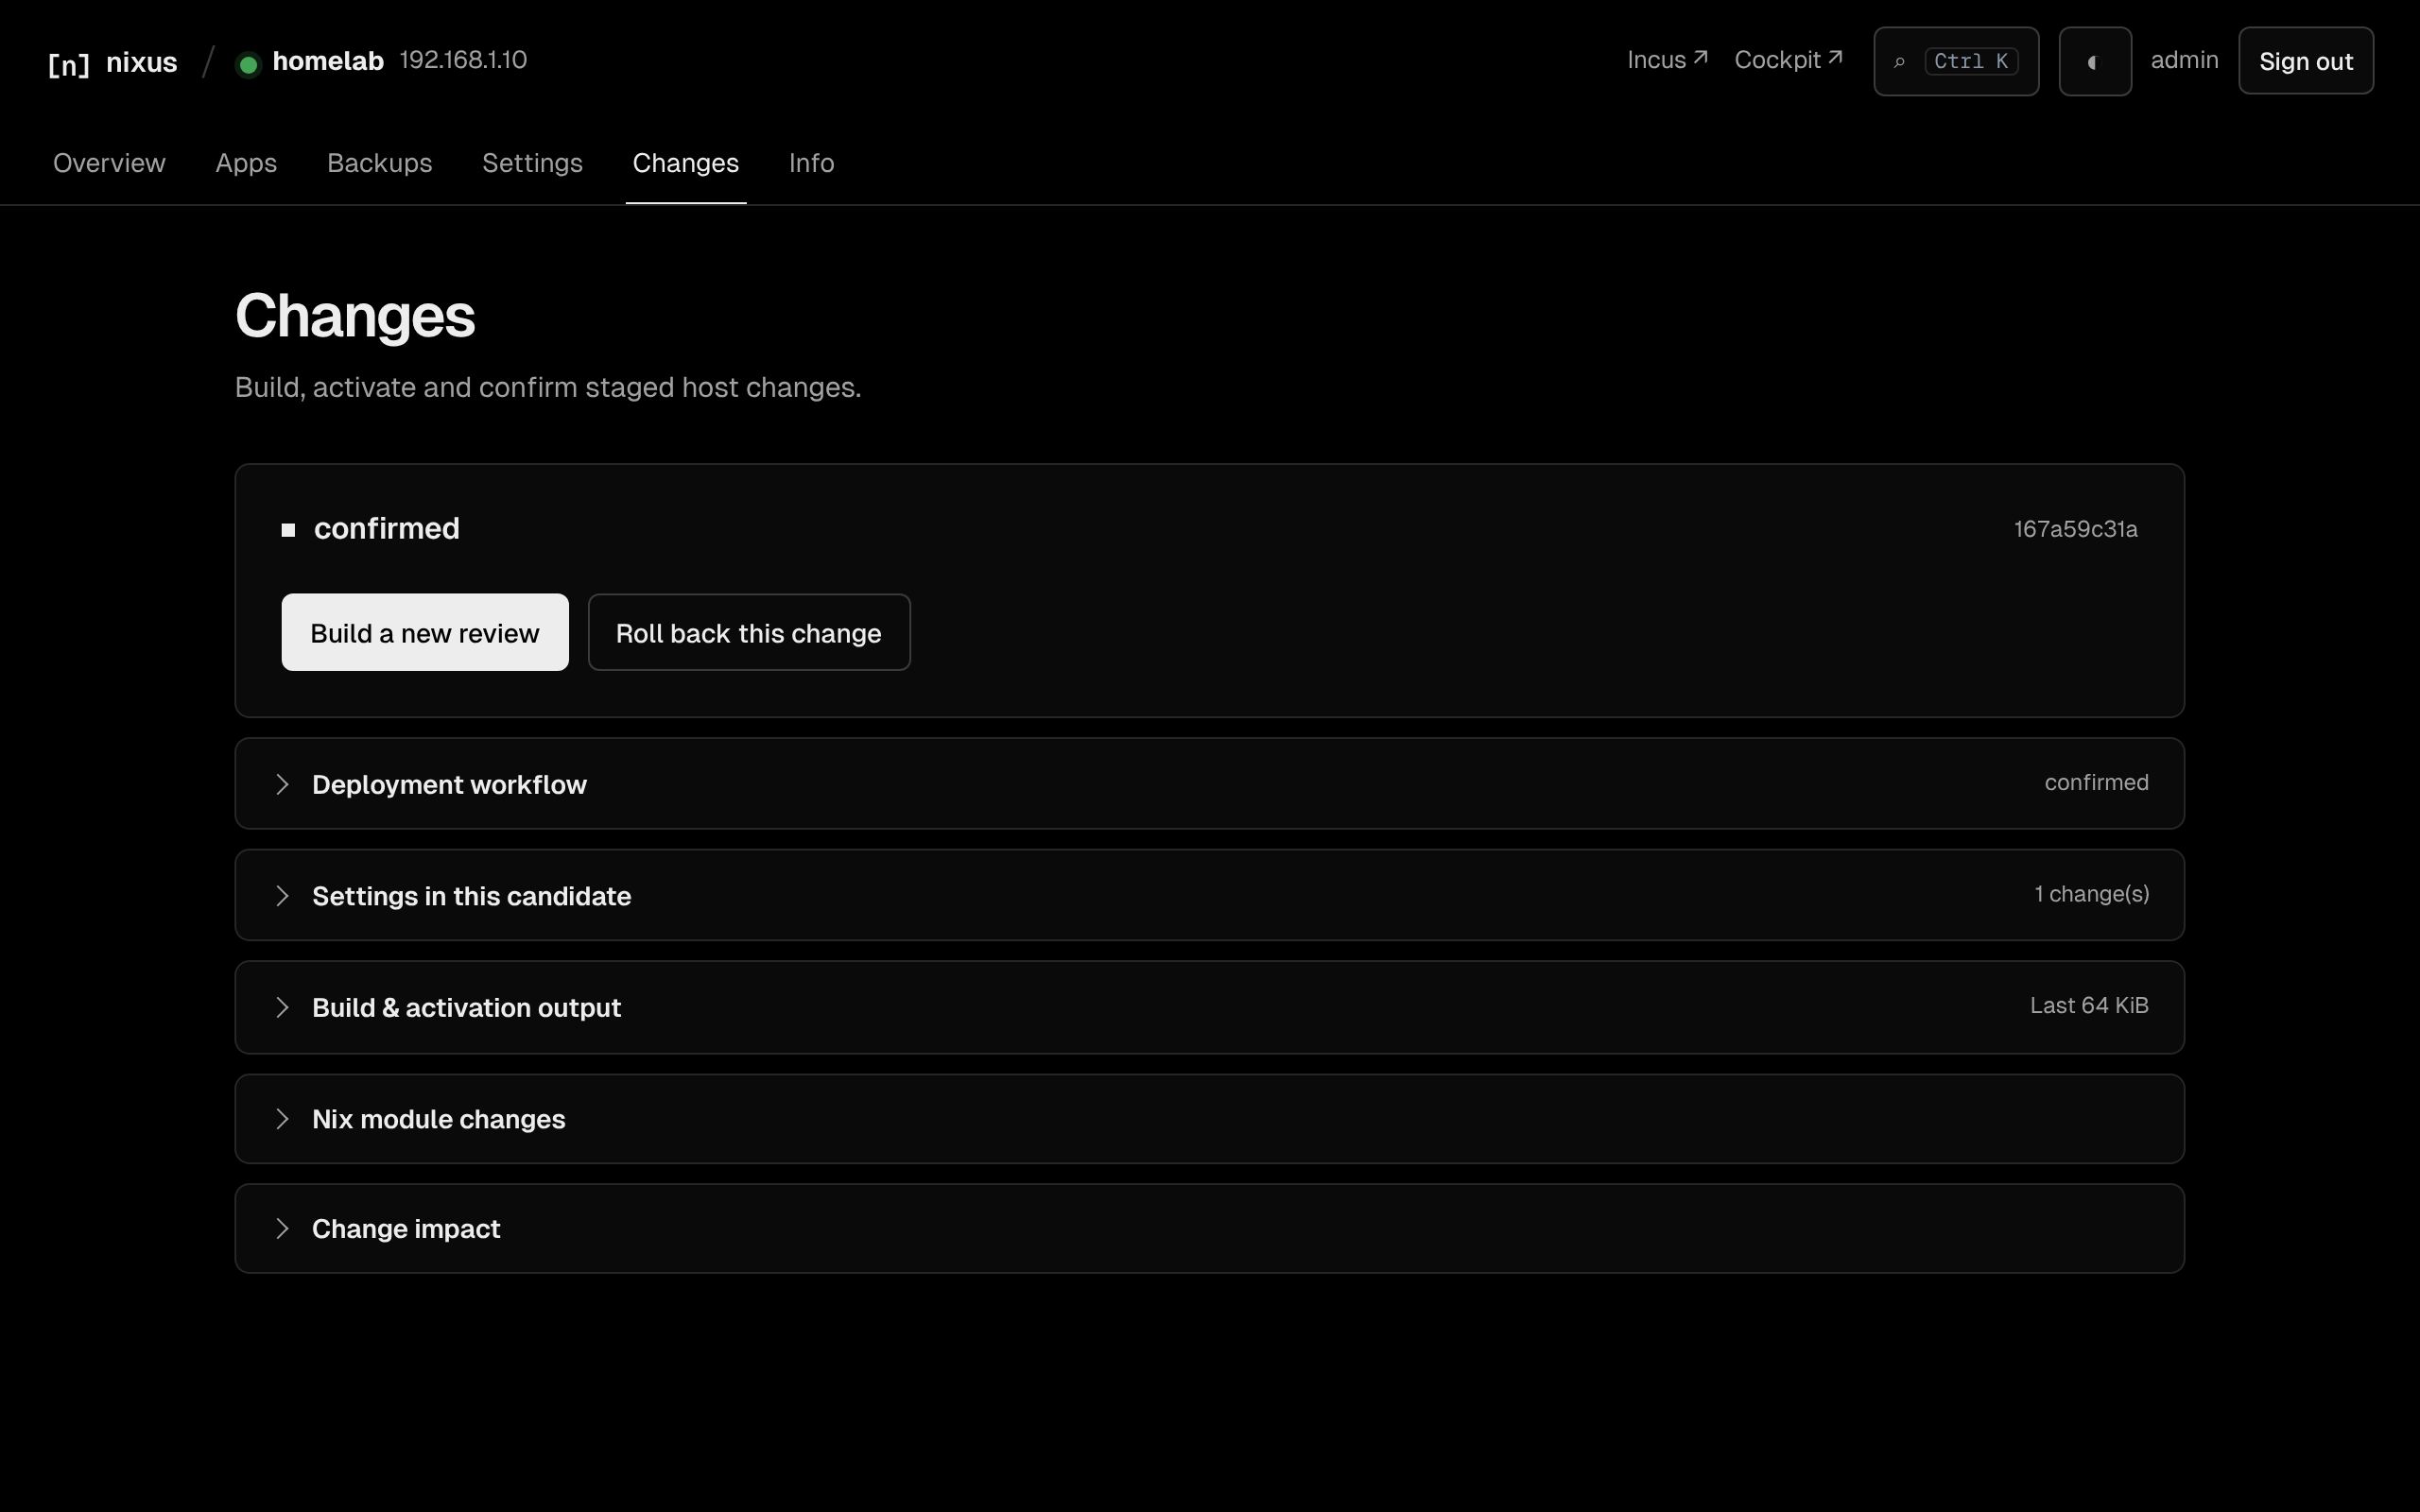 [n] nixus / homelab 192.168.1.10 Incus ↗ Cockpit ↗ Ctrl K admin Sign out
Overview Apps Backups Settings Changes Info
Changes
Build, activate and confirm staged host changes.
confirmed 167a59c31a
Build a new review Roll back this change
Deployment workflow confirmed
Settings in this candidate 1 change(s)
Build & activation output Last 64 KiB
Nix module changes
Change impact